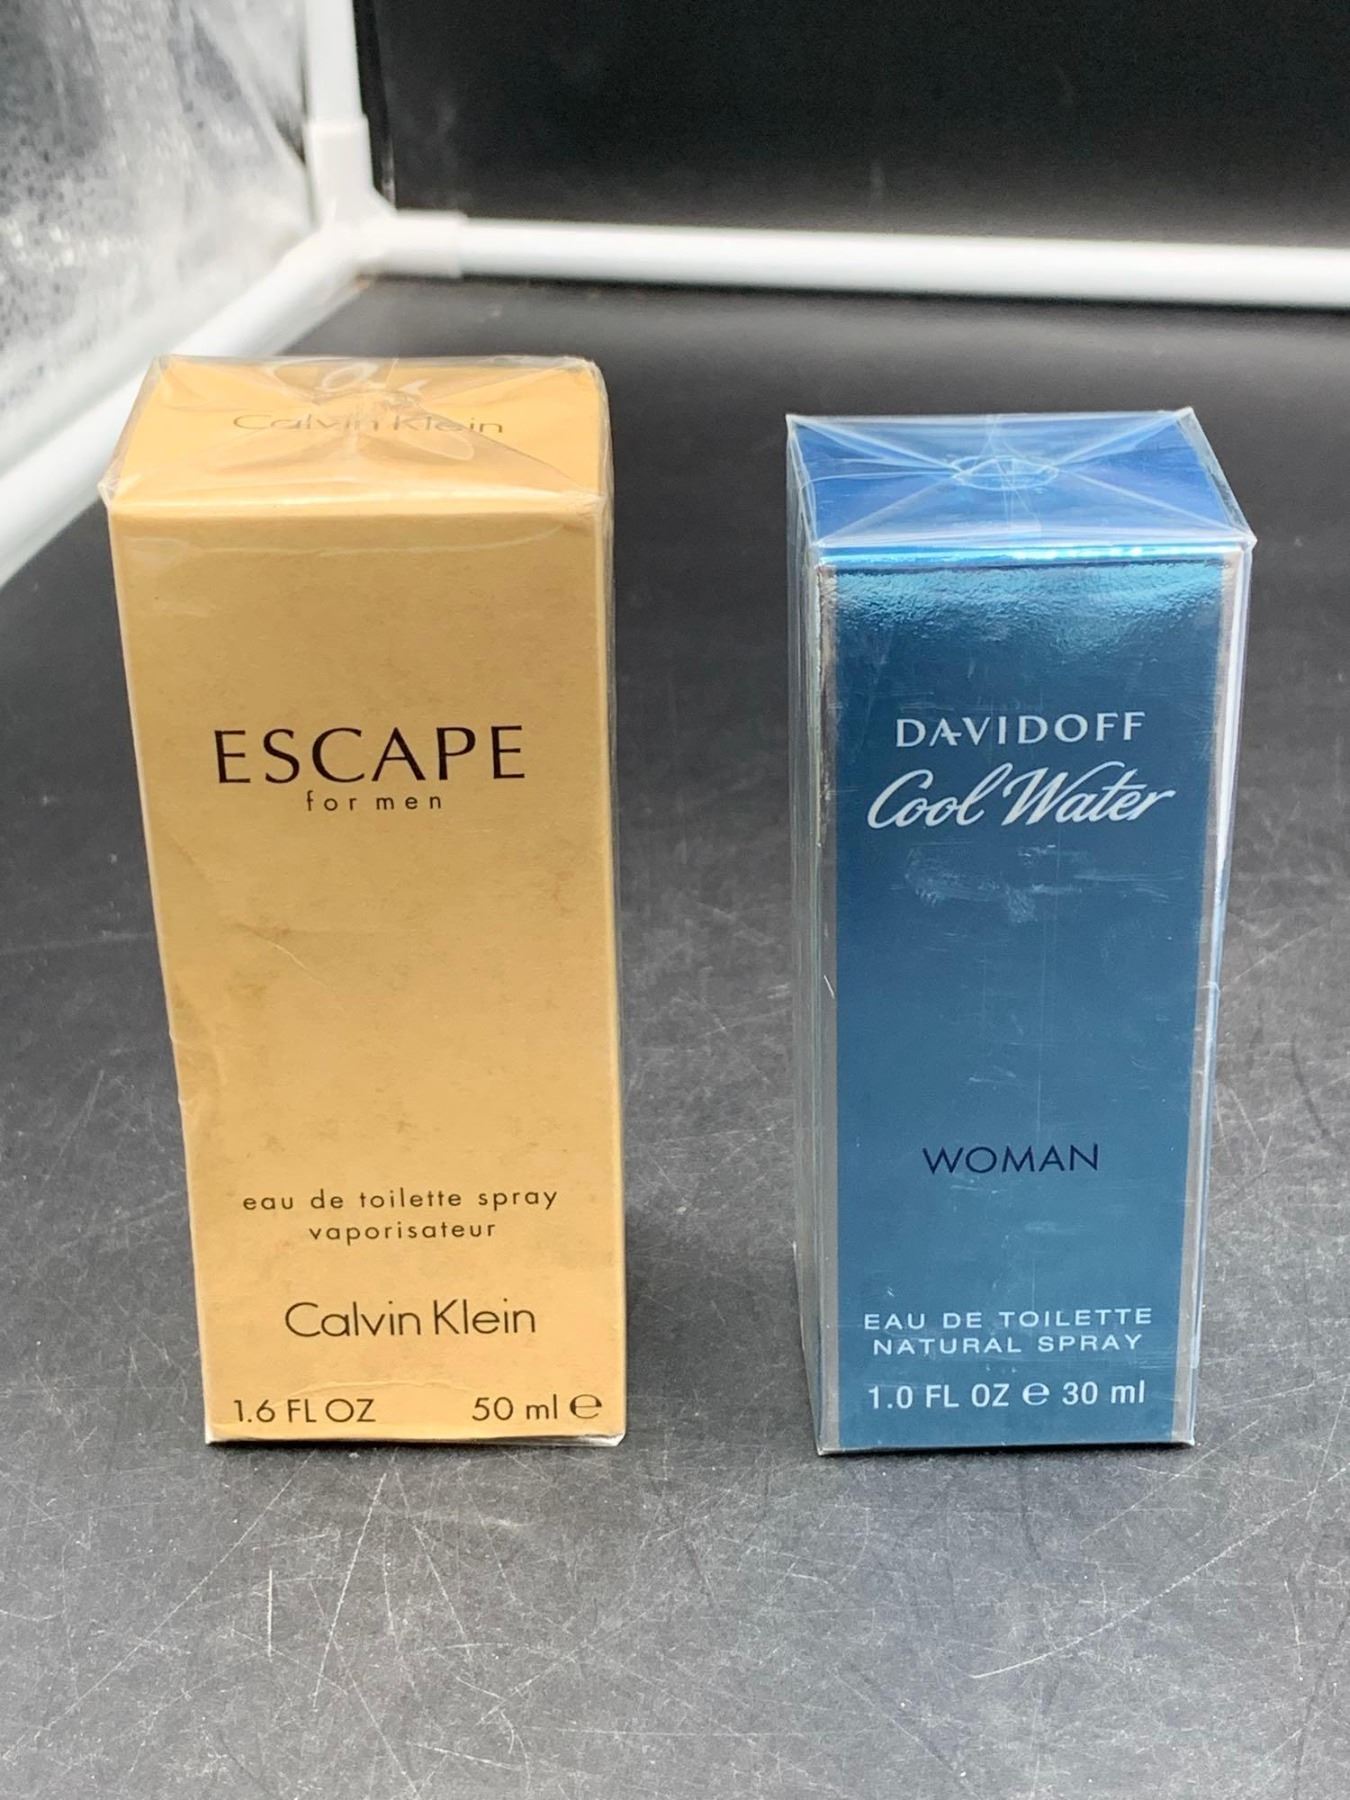 Calvin Klein
ESCAPE
for men
eau de toilette spray
vaporisateur
Calvin Klein
1.6 FL OZ 50 ml ℮
DAVIDOFF
Cool Water
WOMAN
EAU DE TOILETTE
NATURAL SPRAY
1.0 FL OZ ℮ 30 ml